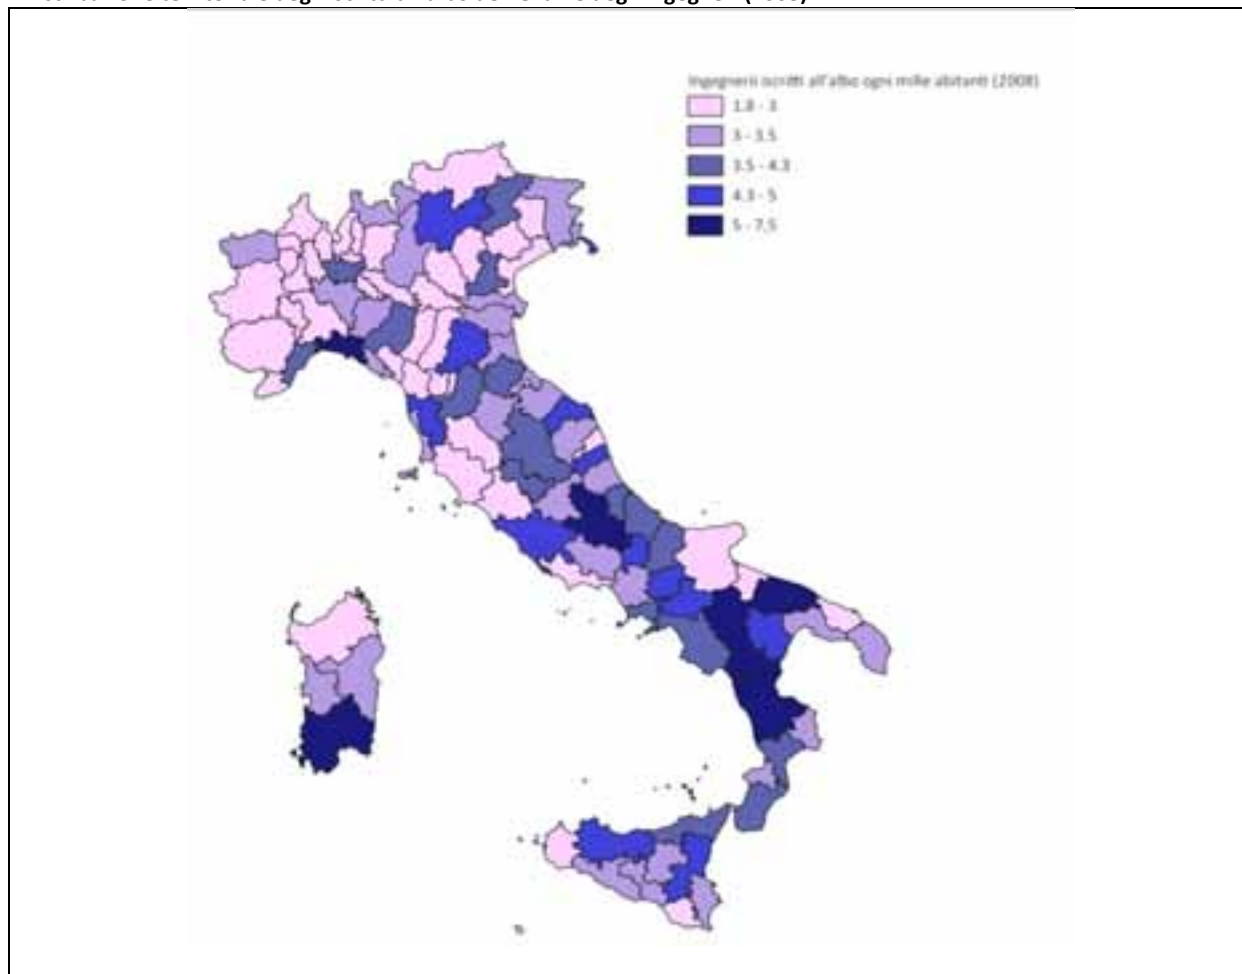 Ingegneri iscritti all'albo ogni mille abitanti (2008)
1.8 - 3
3 - 3.5
3.5 - 4.3
4.3 - 5
5 - 7.5